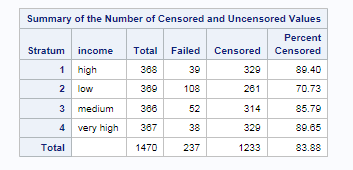 Summary of the Number of Censored and Uncensored Values
Stratum income Total Failed Censored Percent Censored
1 high 368 39 329 89.40
2 low 369 108 261 70.73
3 medium 366 52 314 85.79
4 very high 367 38 329 89.65
Total 1470 237 1233 83.88